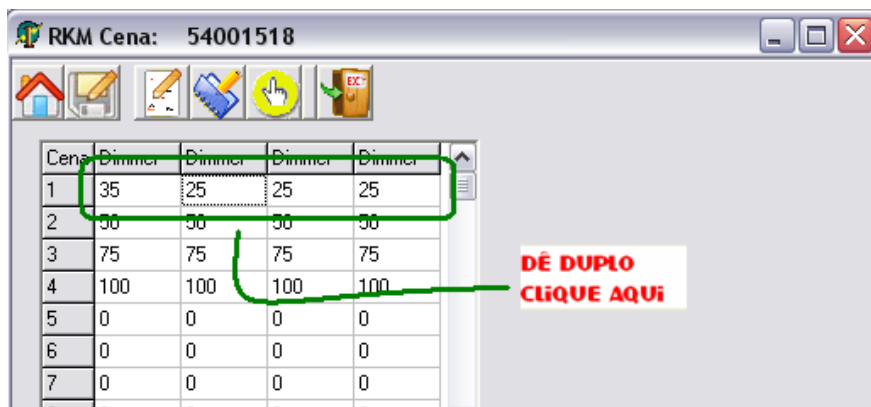 RKM Cena: 54001518
EXIT
Cena Dimmer Dimmer Dimmer Dimmer
1 35 25 25 25
2 50 50 50 50
3 75 75 75 75
4 100 100 100 100
5 0 0 0 0
6 0 0 0 0
7 0 0 0 0
DÊ DUPLO
CLiQUE AQUi